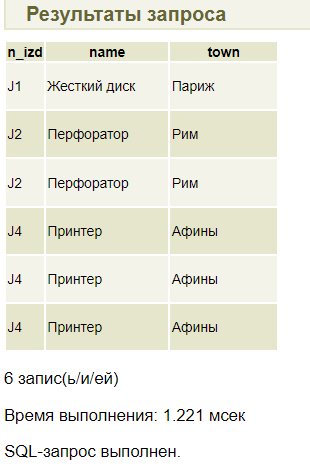 Результаты запроса
n_izd name town
J1 Жесткий диск Париж
J2 Перфоратор Рим
J2 Перфоратор Рим
J4 Принтер Афины
J4 Принтер Афины
J4 Принтер Афины
6 запис(ь/и/ей)
Время выполнения: 1.221 мсек
SQL-запрос выполнен.